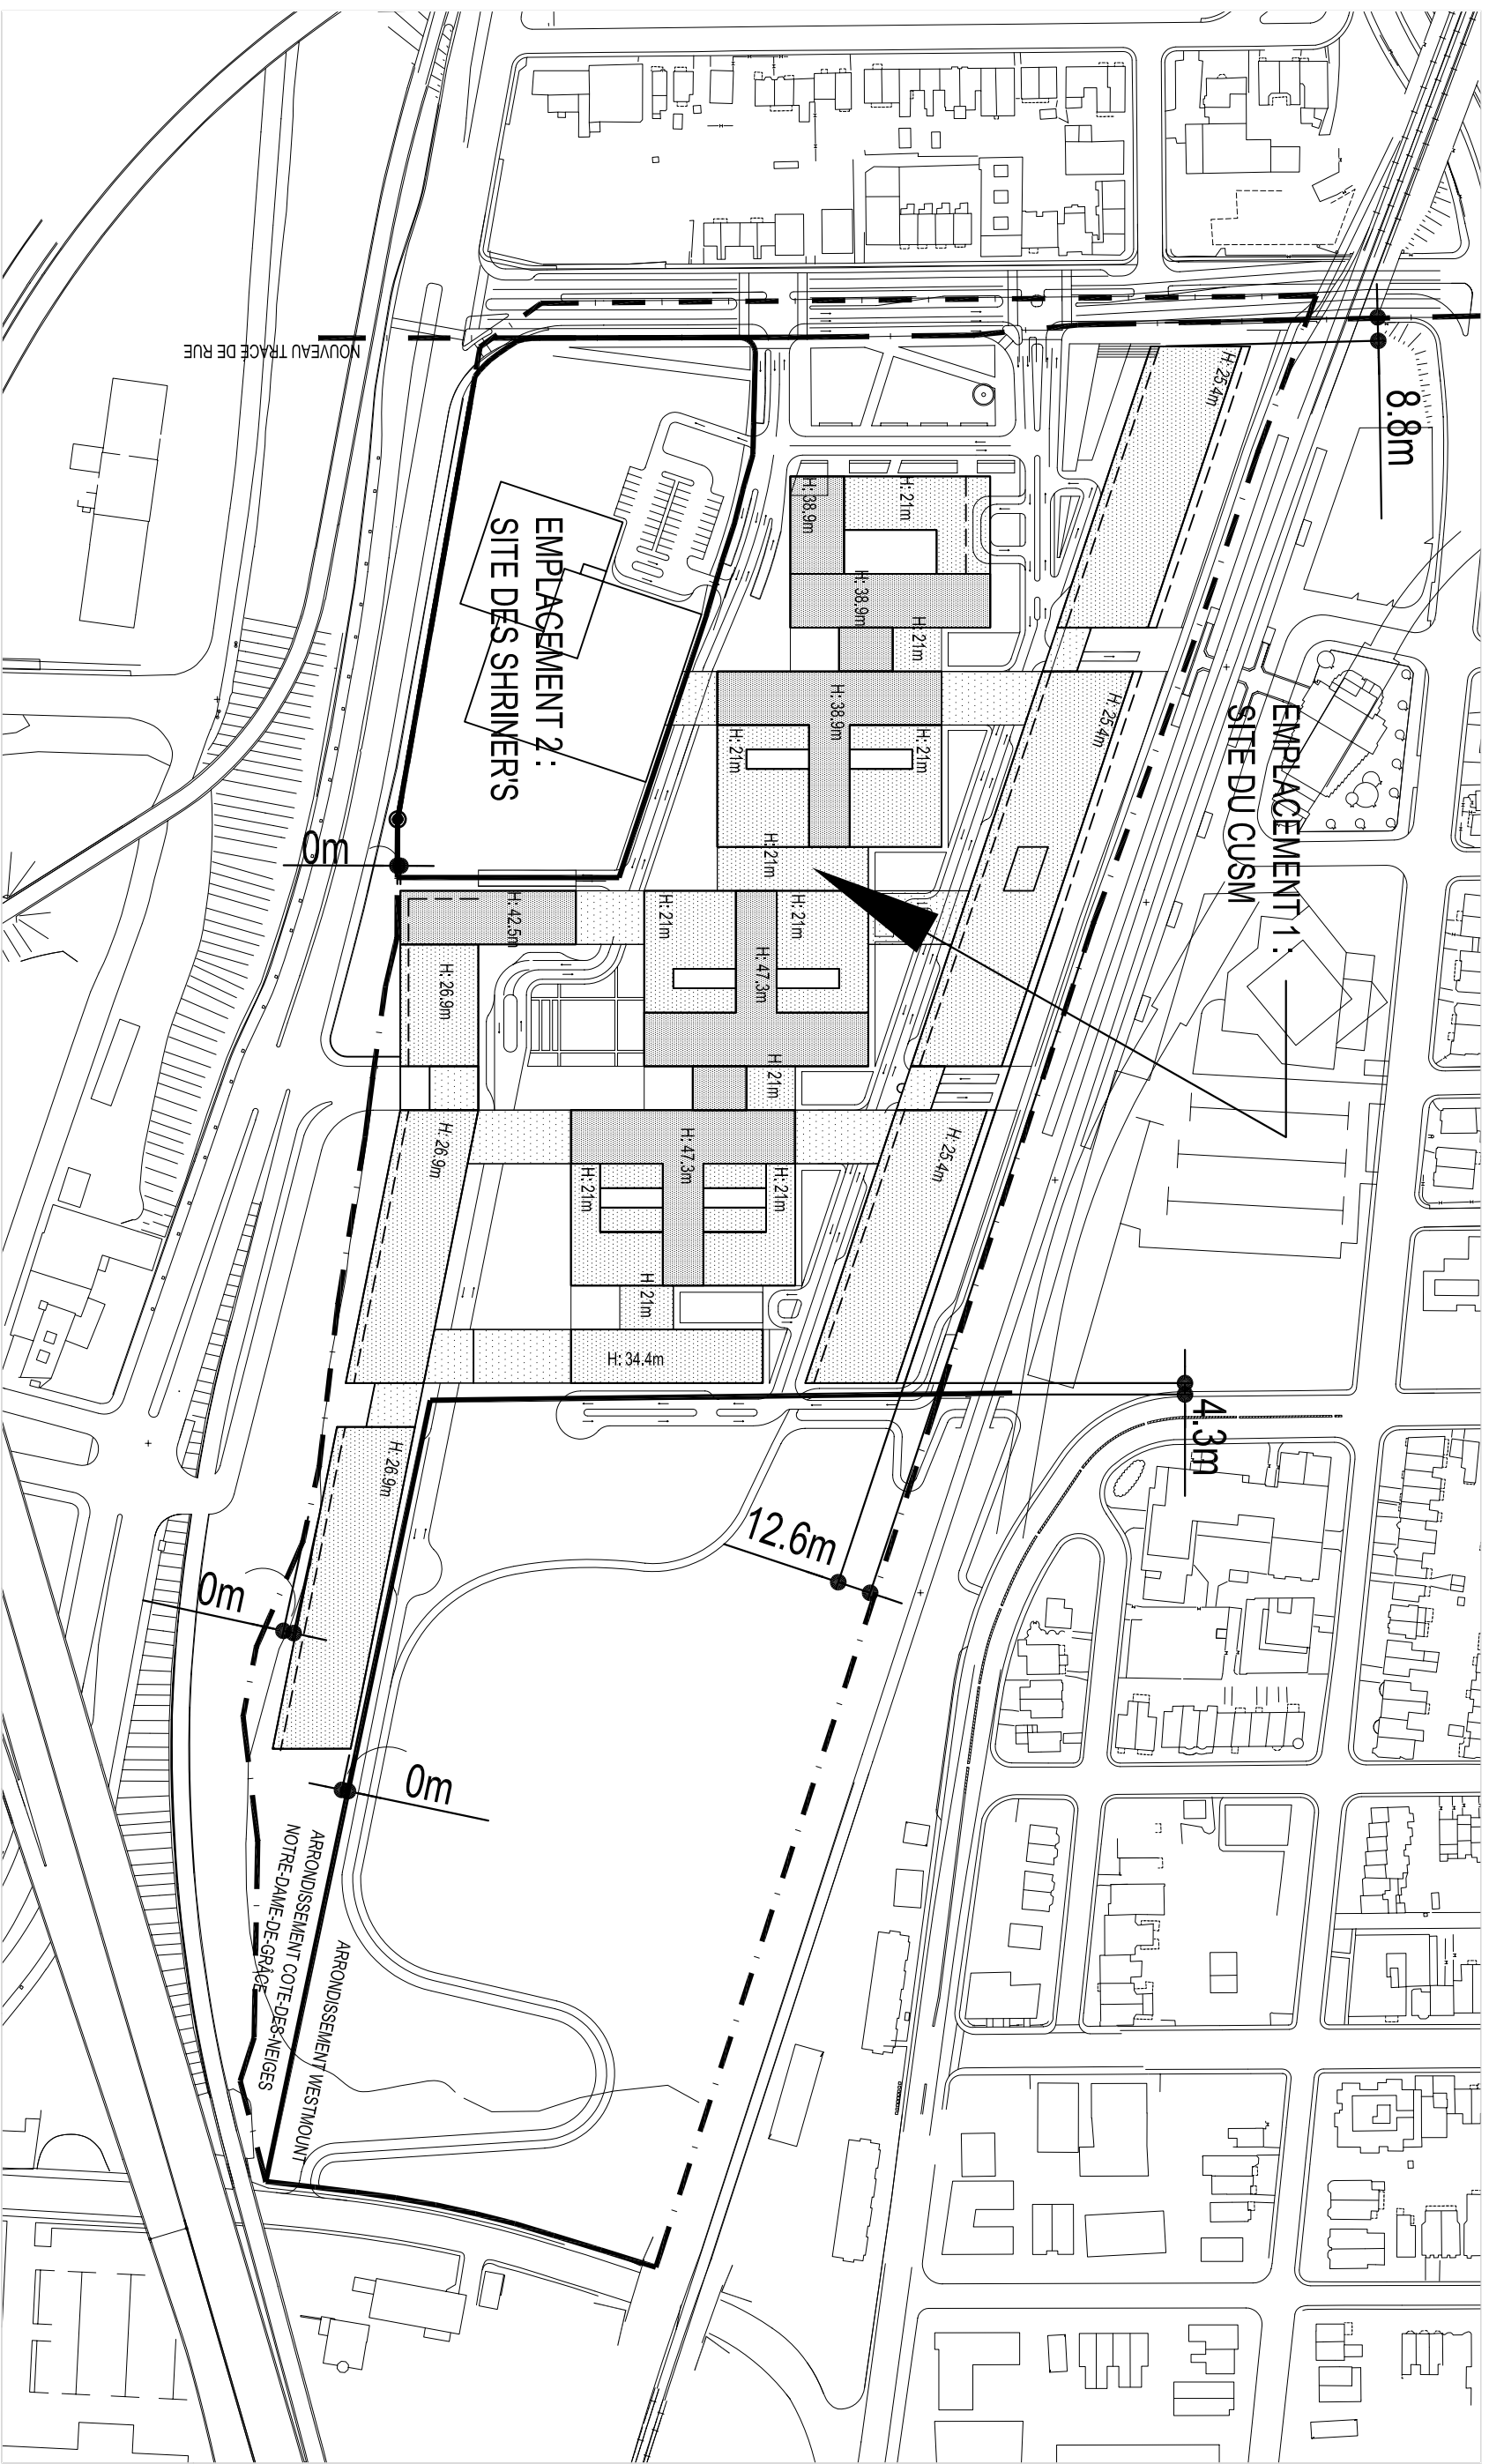 NOUVEAU TRACE DE RUE
8.8m
H: 25.4m
H: 21m
H: 38.9m
H: 38.9m
H: 21m
EMPLACEMENT 2 :
SITE DES SHRINER'S
H: 25.4m
H: 38.9m
H: 21m
H: 21m
EMPLACEMENT 1 :
SITE DU CUSM
H: 21m
0m
H: 42.5m
H: 21m
H: 21m
H: 47.3m
H: 26.9m
H: 21m
H: 25.4m
H: 26.9m
H: 47.3m
H: 21m
H: 21m
H: 21m
H: 34.4m
4.3m
H: 26.9m
12.6m
0m
0m
ARRONDISSEMENT WESTMOUNT
ARRONDISSEMENT COTE-DES-NEIGES
NOTRE-DAME-DE-GRÂCE